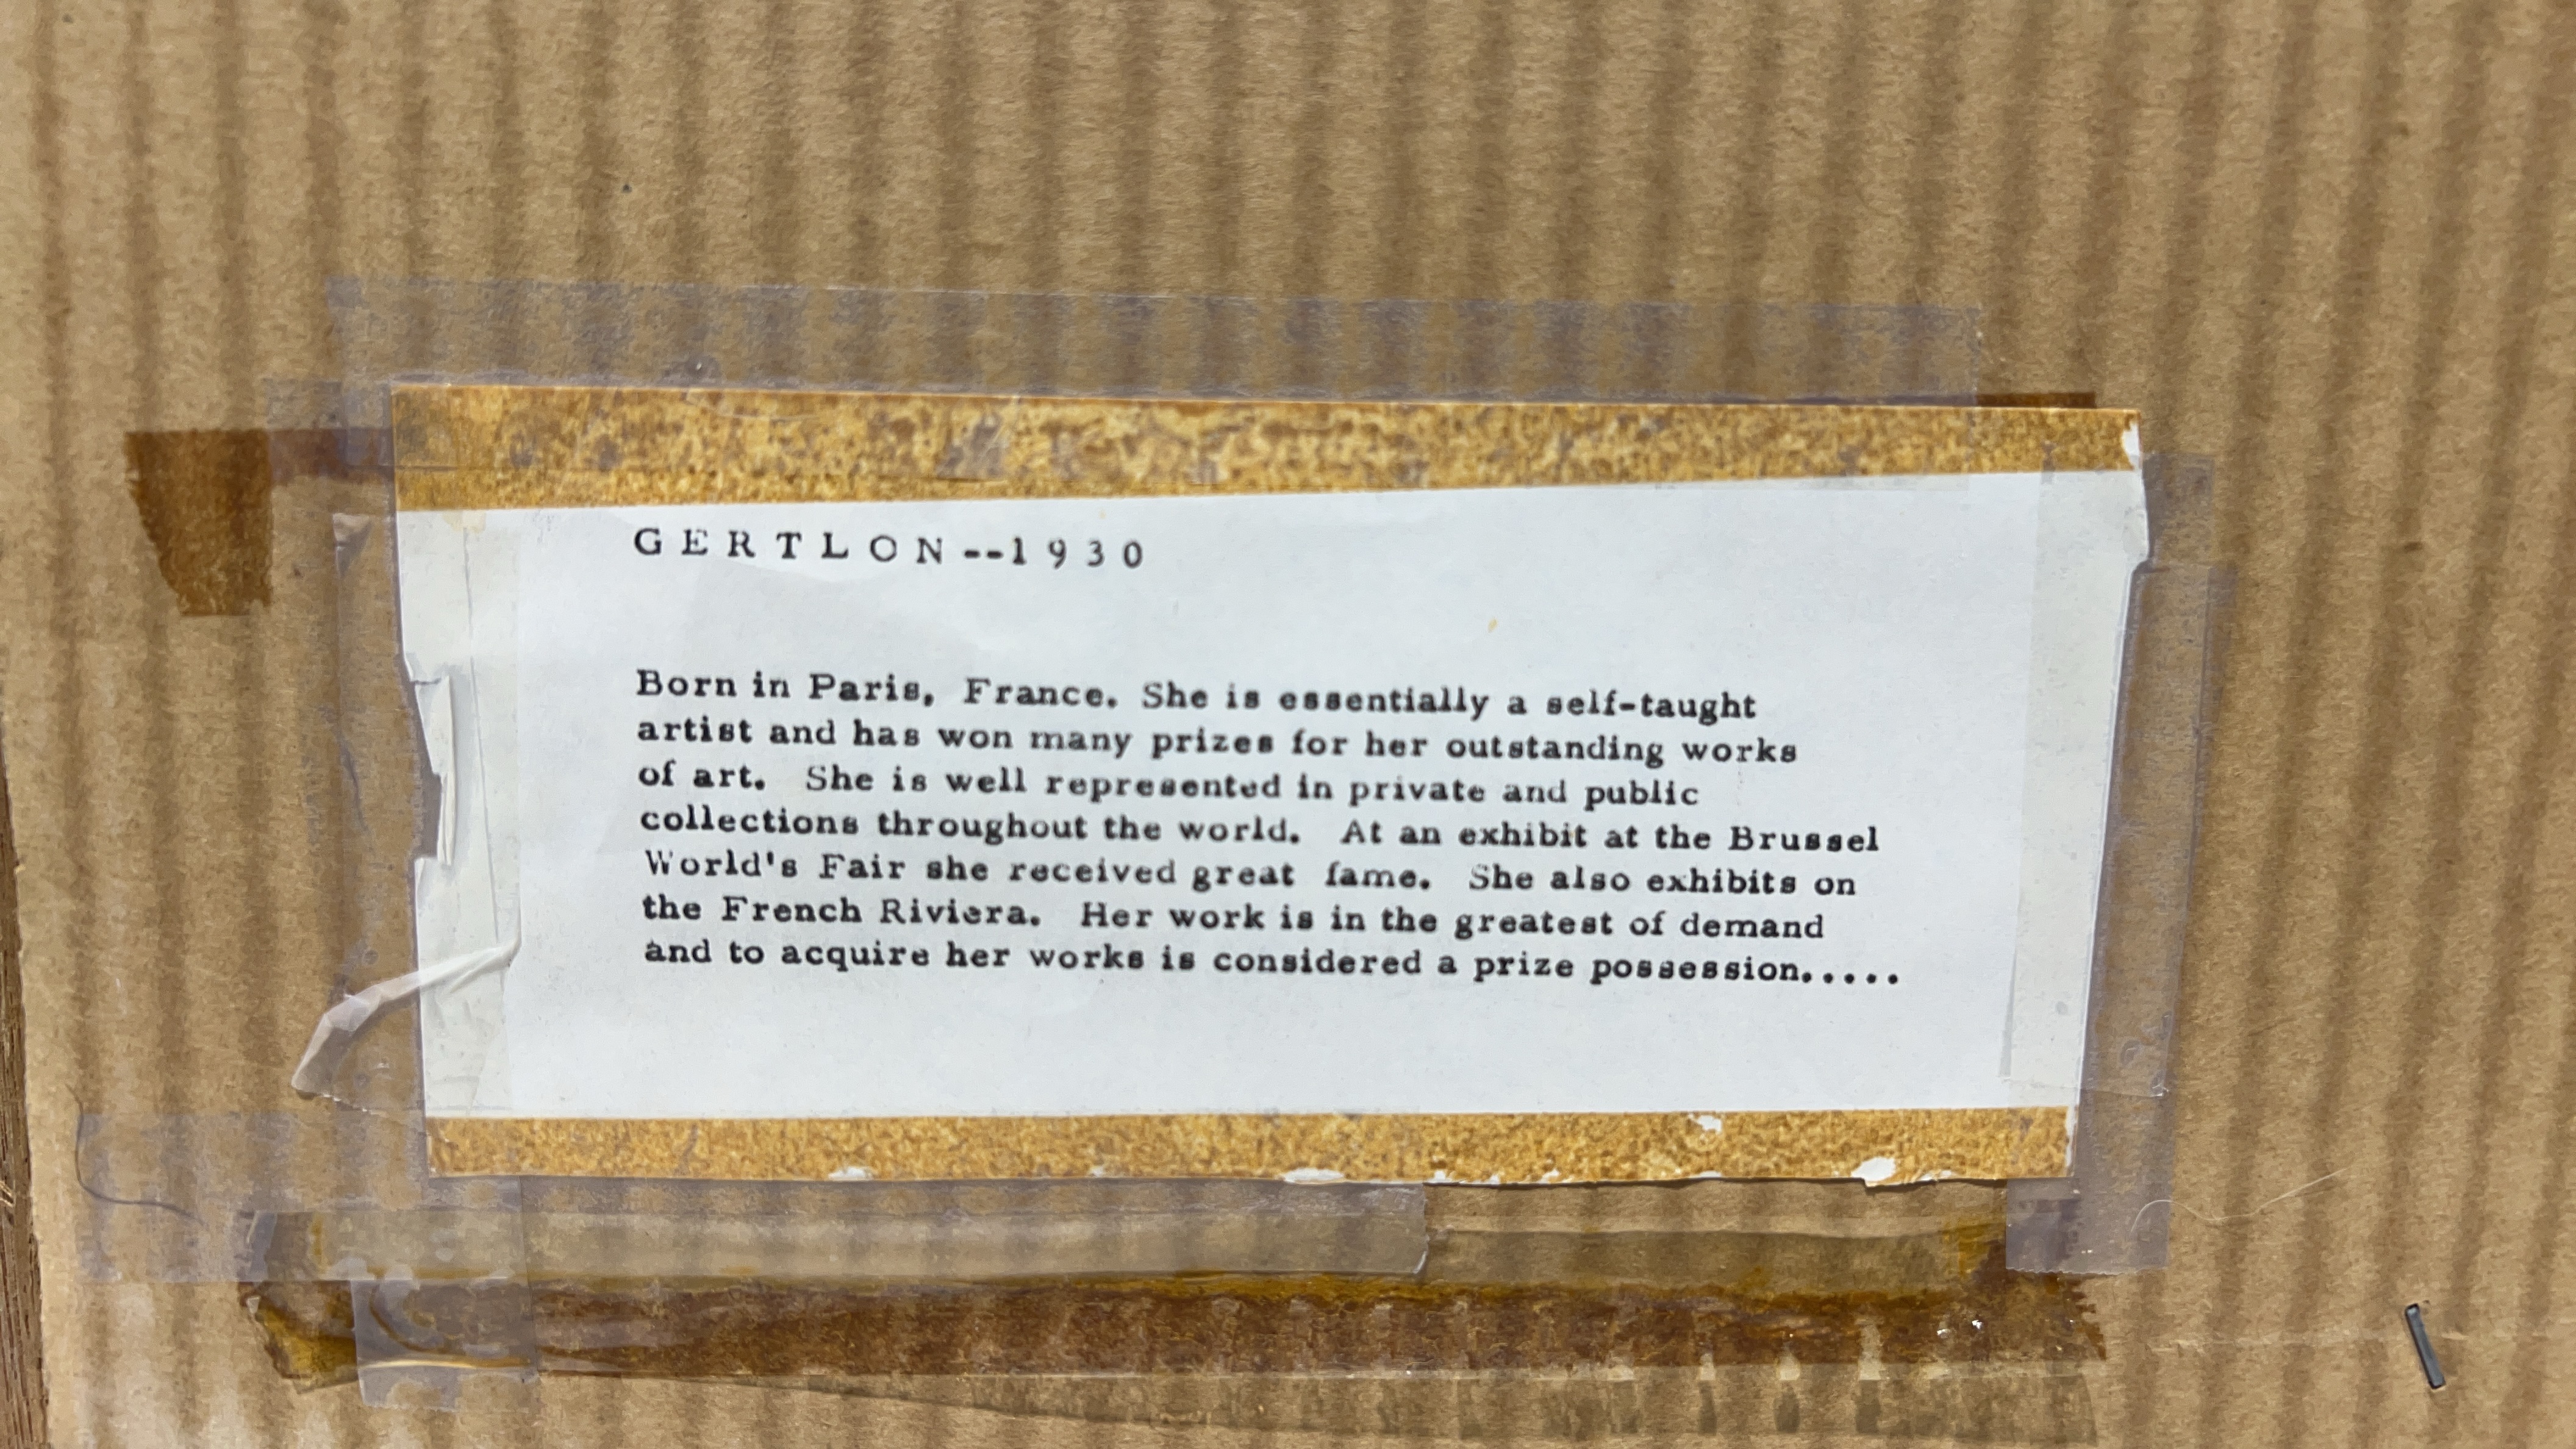 GERTLON--1930
Born in Paris, France. She is essentially a self-taught
artist and has won many prizes for her outstanding works
of art. She is well represented in private and public
collections throughout the world. At an exhibit at the Brussel
World's Fair she received great fame. She also exhibits on
the French Riviera. Her work is in the greatest of demand
and to acquire her works is considered a prize possession.....